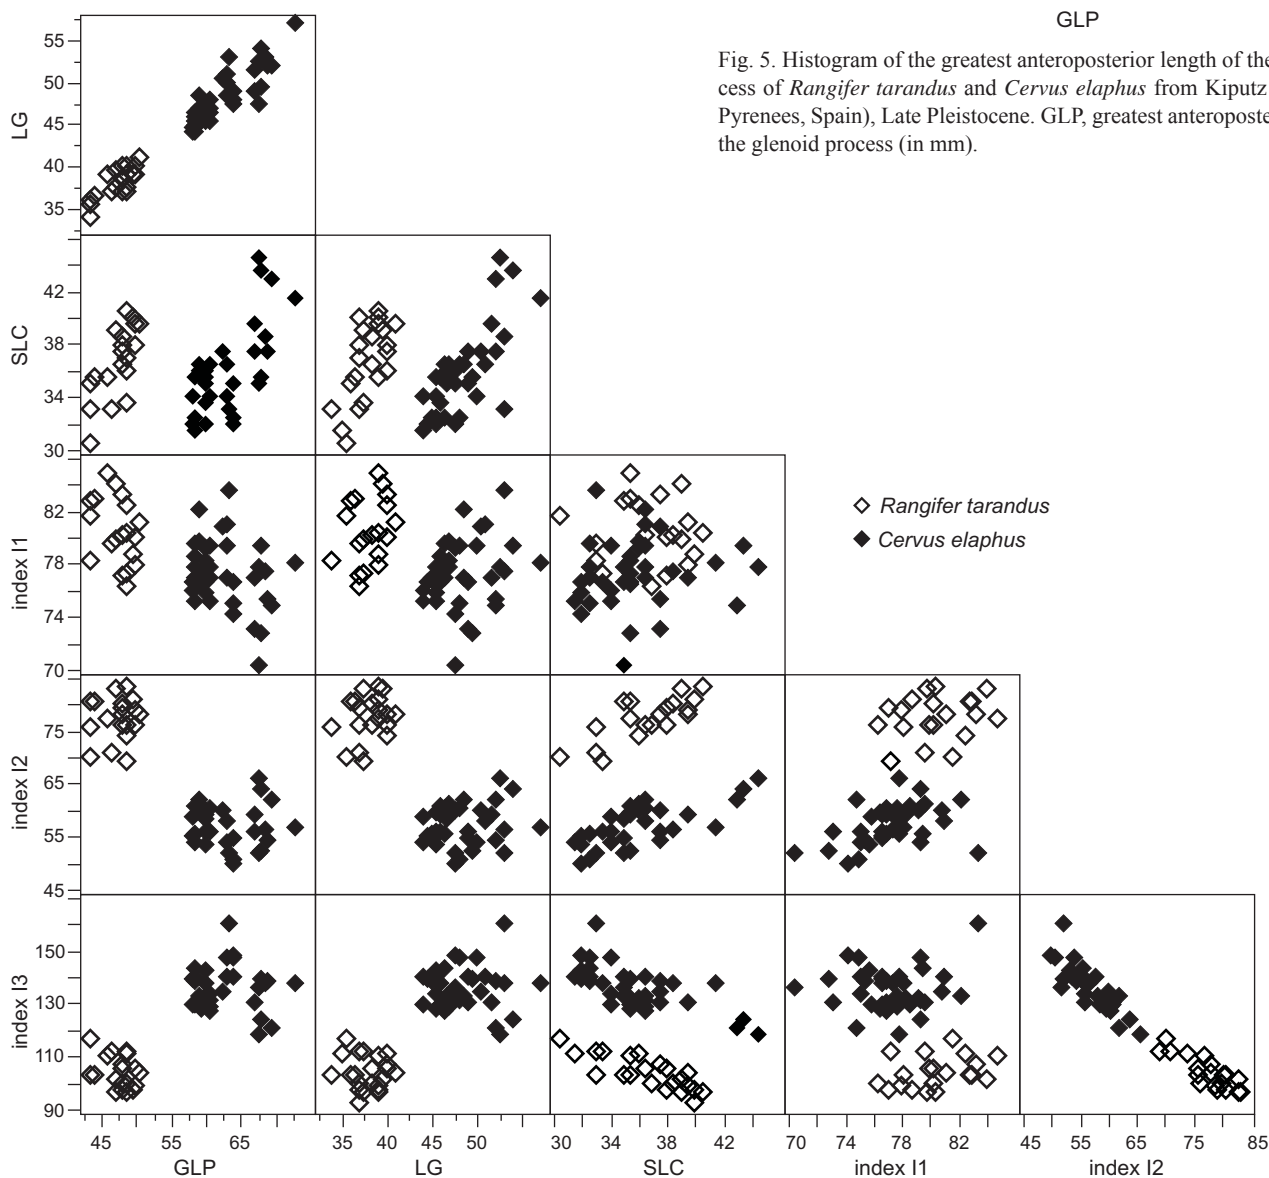 GLP
Fig. 5. Histogram of the greatest anteroposterior length of the
cess of Rangifer tarandus and Cervus elaphus from Kiputz
Pyrenees, Spain), Late Pleistocene. GLP, greatest anteroposte
the glenoid process (in mm).
LG
55
50
45
40
35
SLC
42
38
34
30
index I1
82
78
74
70
Rangifer tarandus
Cervus elaphus
index I2
75
65
55
45
index I3
150
130
110
90
45 55 65 35 45 50 30 34 38 42 70 74 78 82 45 55 65 75 85
GLP LG SLC index I1 index I2